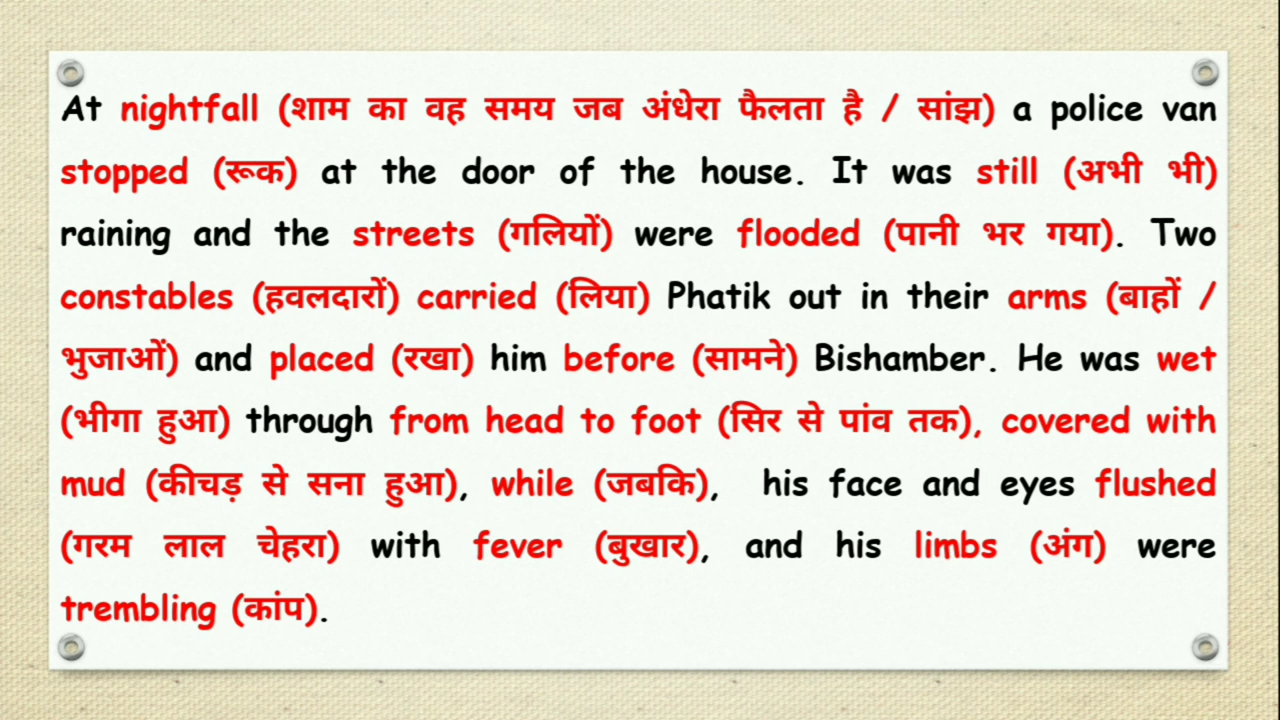 At nightfall (शाम का वह समय जब अंधेरा फैलता है / सांझ) a police van
stopped (रूक) at the door of the house. It was still (अभी भी)
raining and the streets (गलियों) were flooded (पानी भर गया). Two
constables (हवलदारों) carried (लिया) Phatik out in their arms (बाहों /
भुजाओं) and placed (रखा) him before (सामने) Bishamber. He was wet
(भीगा हुआ) through from head to foot (सिर से पांव तक), covered with
mud (कीचड़ से सना हुआ), while (जबकि), his face and eyes flushed
(गरम लाल चेहरा) with fever (बुखार), and his limbs (अंग) were
trembling (कांप).